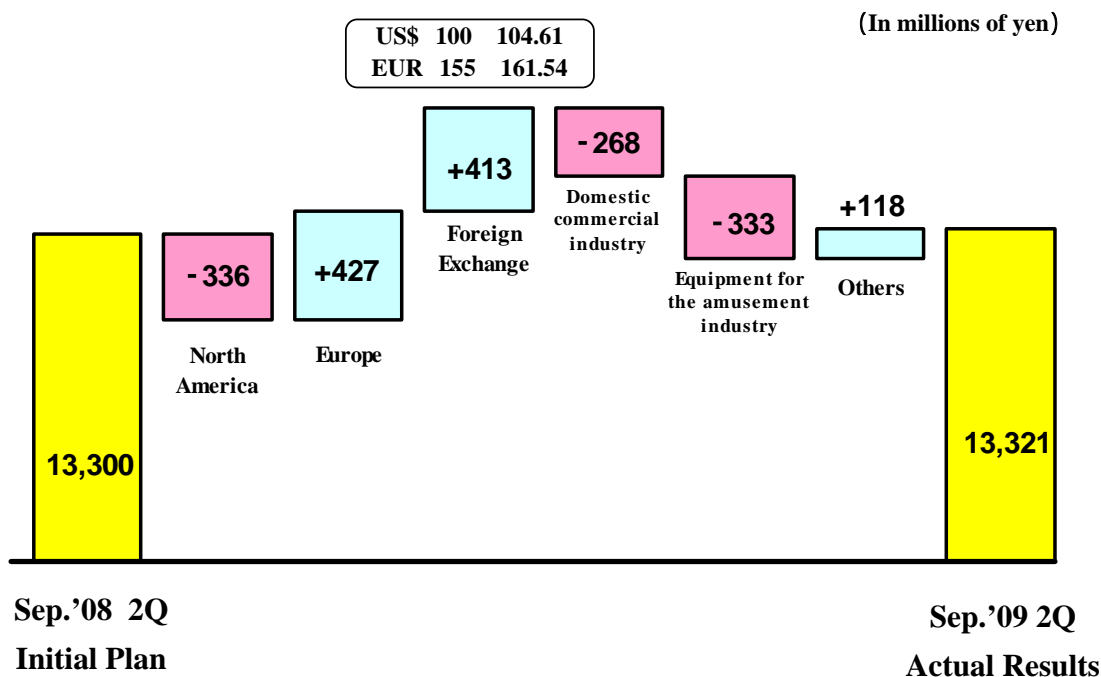 (In millions of yen)
US$ 100 104.61
EUR 155 161.54
13,300
-336
North
America
+427
Europe
+413
Foreign
Exchange
-268
Domestic
commercial
industry
-333
Equipment for
the amusement
industry
+118
Others
13,321
Sep.’08 2Q
Initial Plan
Sep.’09 2Q
Actual Results